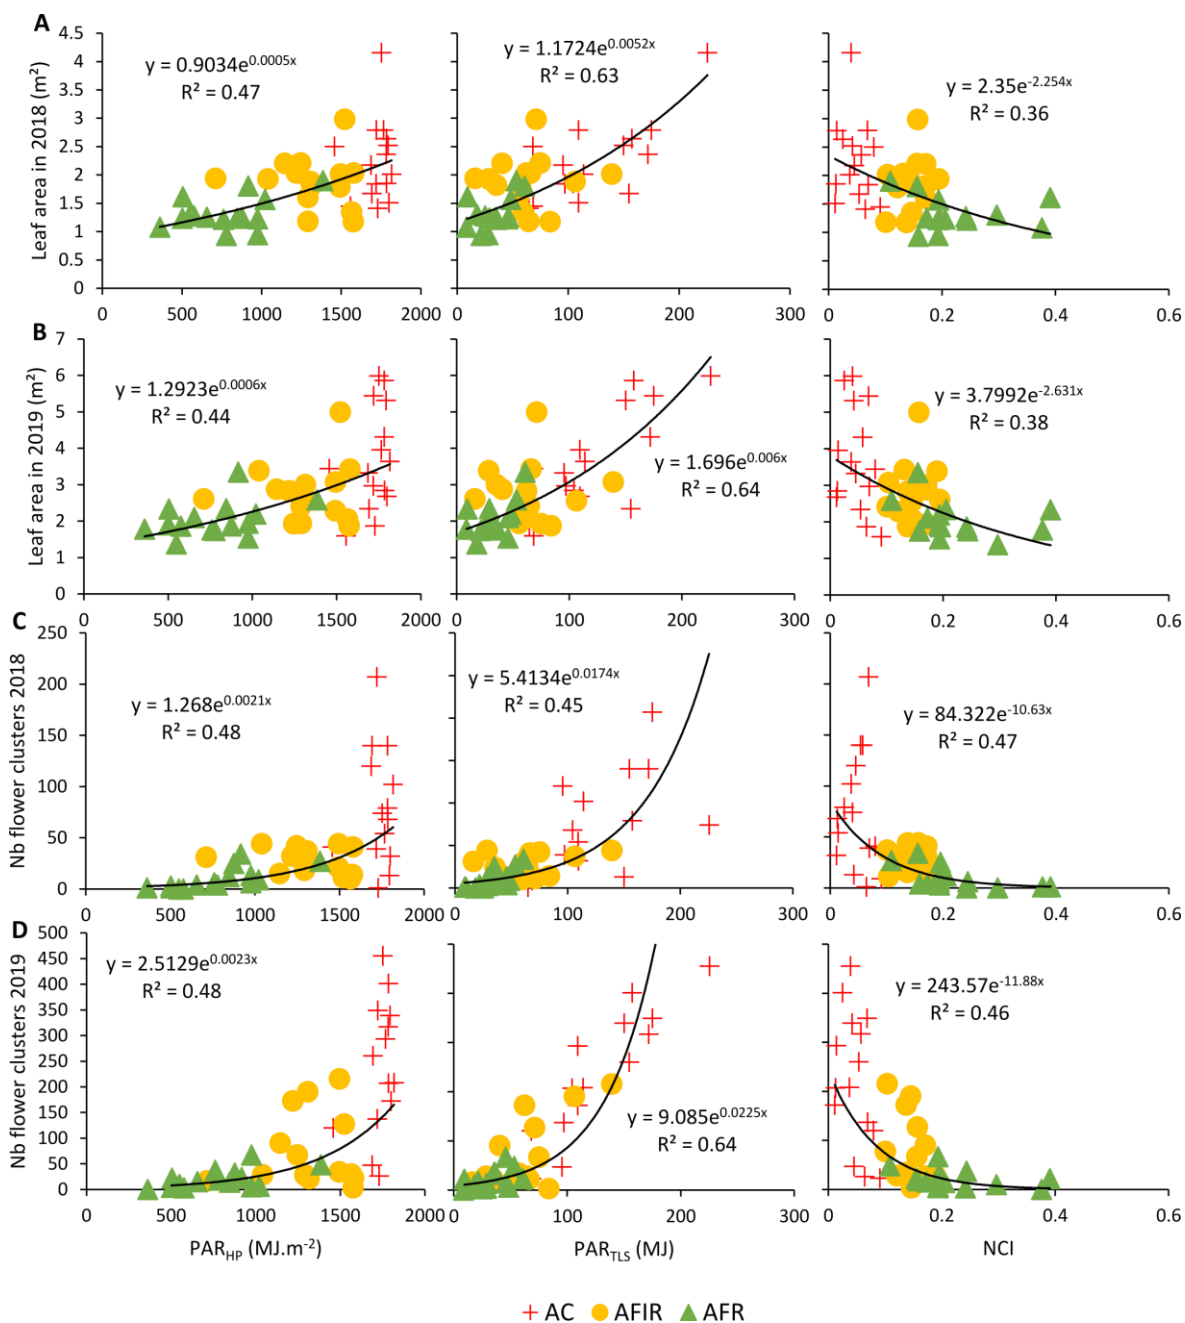 A
Leaf area in 2018 (m²)
4.5
4
3.5
3
2.5
2
1.5
1
0.5
0
y = 0.9034e^0.0005x
R² = 0.47
y = 1.1724e^0.0052x
R² = 0.63
y = 2.35e^-2.254x
R² = 0.36
0 500 1000 1500 2000
0 100 200 300
0 0.2 0.4 0.6
B
Leaf area in 2019 (m²)
7
6
5
4
3
2
1
0
y = 1.2923e^0.0006x
R² = 0.44
y = 1.696e^0.006x
R² = 0.64
y = 3.7992e^-2.631x
R² = 0.38
0 500 1000 1500 2000
0 100 200 300
0 0.2 0.4 0.6
C
Nb flower clusters 2018
250
200
150
100
50
0
y = 1.268e^0.0021x
R² = 0.48
y = 5.4134e^0.0174x
R² = 0.45
y = 84.322e^-10.63x
R² = 0.47
0 500 1000 1500 2000
0 100 200 300
0 0.2 0.4 0.6
D
Nb flower clusters 2019
500
450
400
350
300
250
200
150
100
50
0
y = 2.5129e^0.0023x
R² = 0.48
y = 9.085e^0.0225x
R² = 0.64
y = 243.57e^-11.88x
R² = 0.46
0 500 1000 1500 2000
0 100 200 300
0 0.2 0.4 0.6
PAR_HP (MJ.m⁻²)
PAR_TLS (MJ)
NCI
AC AFIR AFR